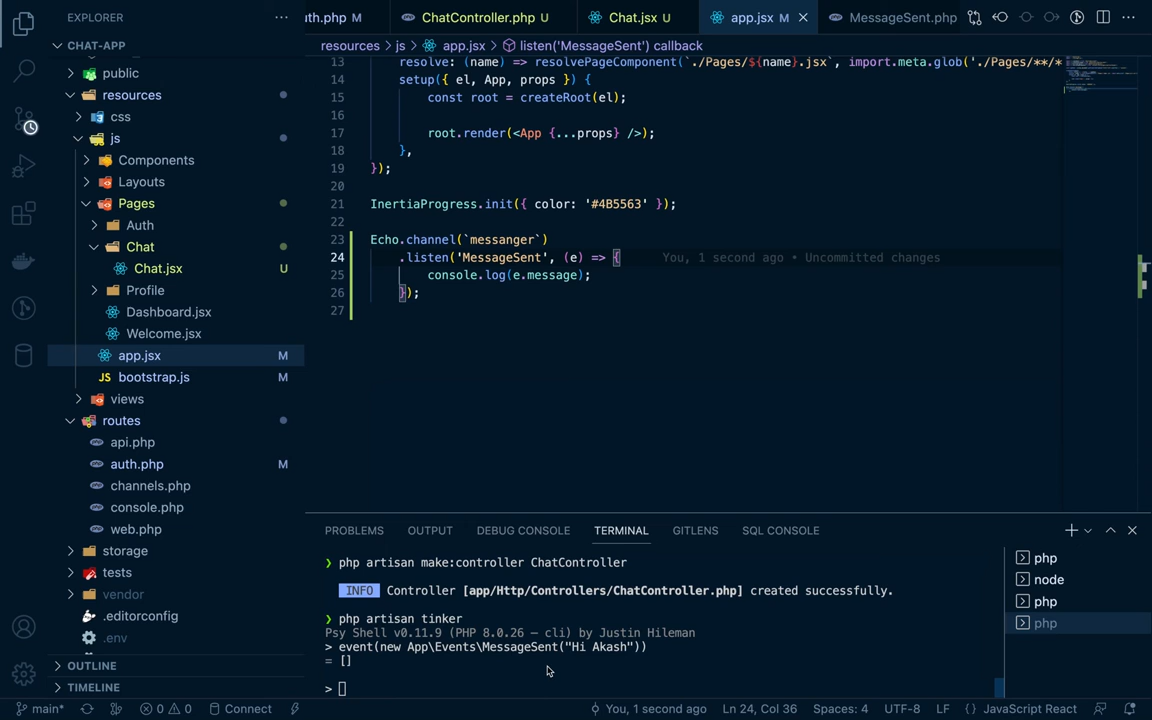 EXPLORER
CHAT-APP
public
resources
css
js
Components
Layouts
Pages
Auth
Chat
Chat.jsx U
Profile
Dashboard.jsx
Welcome.jsx
app.jsx M
JS bootstrap.js M
views
routes
api.php
auth.php M
channels.php
console.php
web.php
storage
tests
vendor
.editorconfig
.env
OUTLINE
TIMELINE
uth.php M ChatController.php U Chat.jsx U app.jsx M MessageSent.php
resources > js > app.jsx > listen('MessageSent') callback
13 resolve: (name) => resolvePageComponent(`./Pages/${name}.jsx`, import.meta.glob('./Pages/**/*
14 setup({ el, App, props }) {
15 const root = createRoot(el);
16
17 root.render(<App {...props} />);
18 },
19 });
20
21 InertiaProgress.init({ color: '#4B5563' });
22
23 Echo.channel(`messanger`)
24 .listen('MessageSent', (e) => { You, 1 second ago • Uncommitted changes
25 console.log(e.message);
26 });
27
PROBLEMS OUTPUT DEBUG CONSOLE TERMINAL GITLENS SQL CONSOLE
❯ php artisan make:controller ChatController
INFO Controller [app/Http/Controllers/ChatController.php] created successfully.
❯ php artisan tinker
Psy Shell v0.11.9 (PHP 8.0.26 — cli) by Justin Hileman
> event(new App\Events\MessageSent("Hi Akash"))
= []
>
php
node
php
php
main* 0 0 Connect You, 1 second ago Ln 24, Col 36 Spaces: 4 UTF-8 LF {} JavaScript React